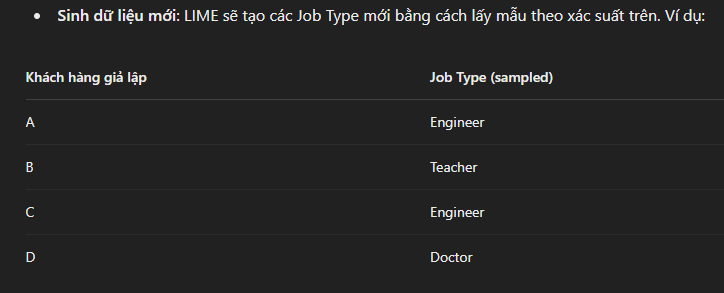 Sinh dữ liệu mới: LIME sẽ tạo các Job Type mới bằng cách lấy mẫu theo xác suất trên. Ví dụ:
Khách hàng giả lập Job Type (sampled)
A Engineer
B Teacher
C Engineer
D Doctor